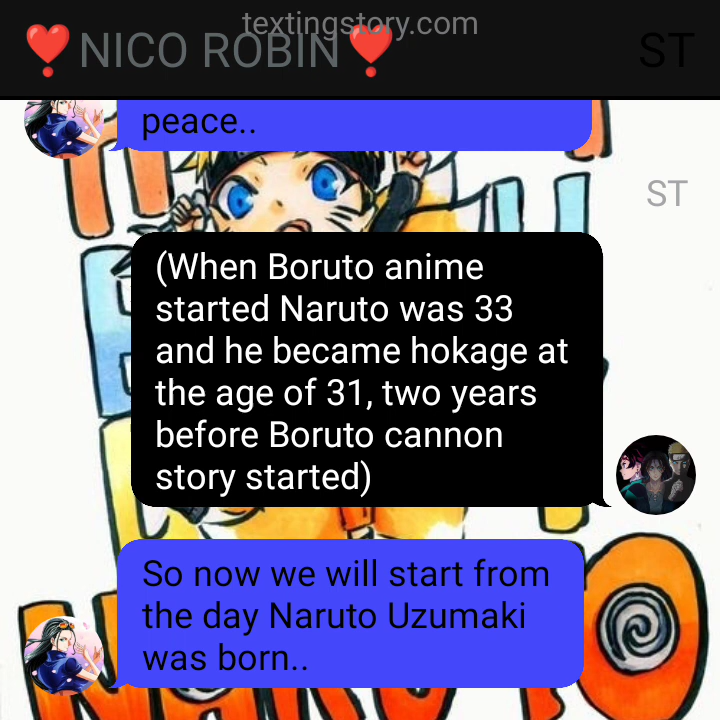 textingstory.com
❣NICO ROBIN❣
ST
peace..
ST
(When Boruto anime
started Naruto was 33
and he became hokage at
the age of 31, two years
before Boruto cannon
story started)
So now we will start from
the day Naruto Uzumaki
was born..